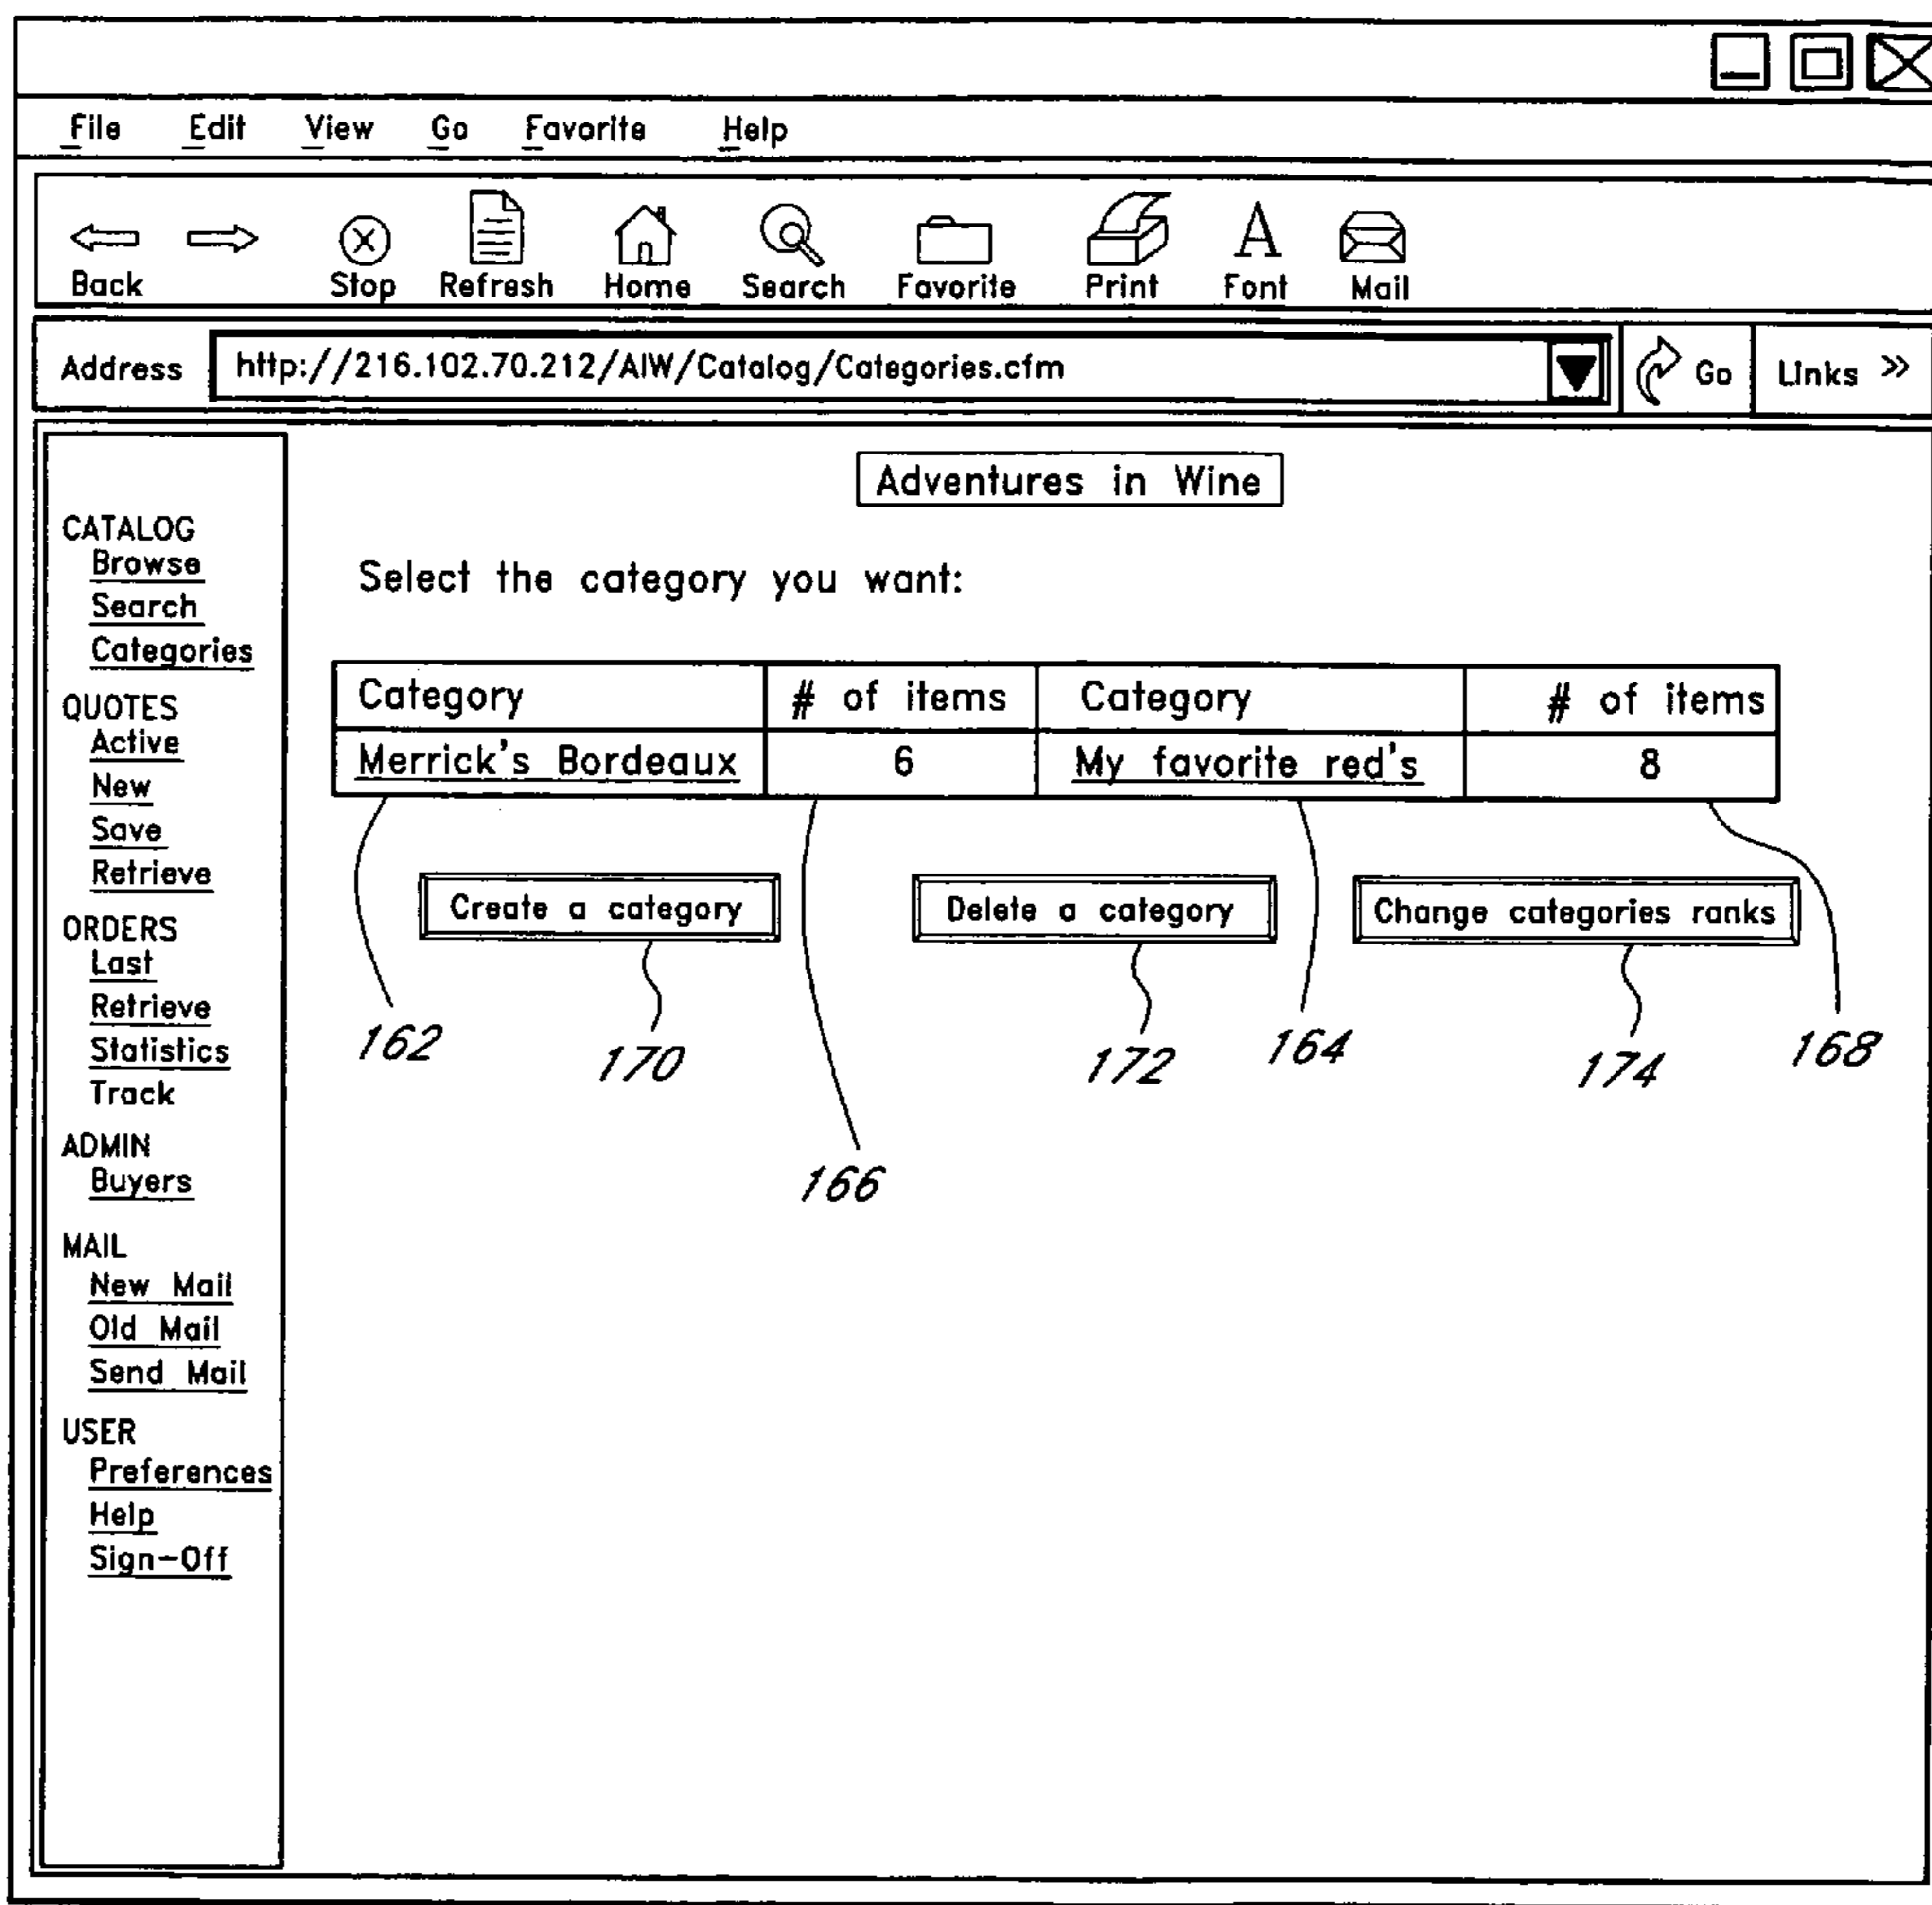 File Edit View Go Favorite Help
Back Stop Refresh Home Search Favorite Print Font Mail
Address http://216.102.70.212/AIW/Catalog/Categories.cfm Go Links >>
Adventures in Wine
CATALOG
Browse
Search
Categories
QUOTES
Active
New
Save
Retrieve
ORDERS
Last
Retrieve
Statistics
Track
ADMIN
Buyers
MAIL
New Mail
Old Mail
Send Mail
USER
Preferences
Help
Sign-Off
Select the category you want:
Category # of items Category # of items
Merrick's Bordeaux 6 My favorite red's 8
Create a category Delete a category Change categories ranks
162 170 172 164 174 168
166